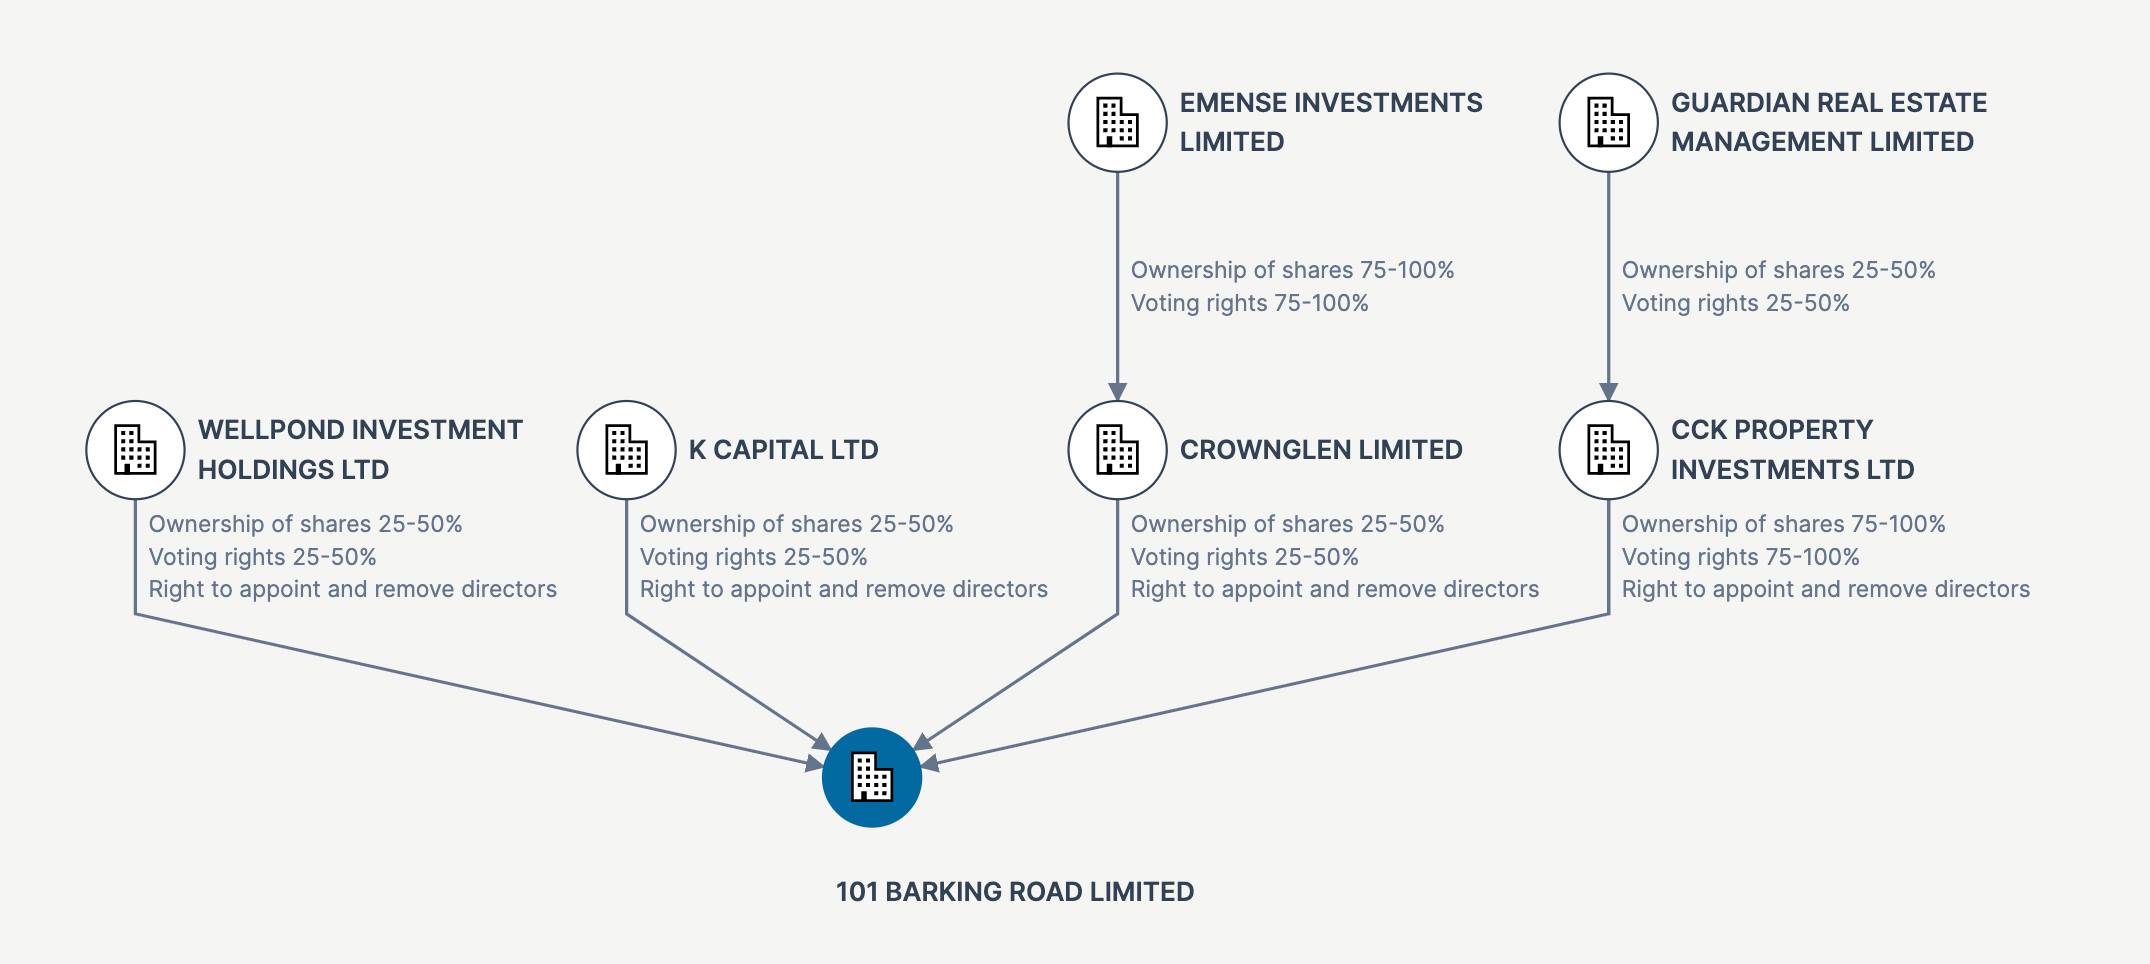 EMENSE INVESTMENTS
LIMITED
GUARDIAN REAL ESTATE
MANAGEMENT LIMITED
Ownership of shares 75-100%
Voting rights 75-100%
Ownership of shares 25-50%
Voting rights 25-50%
WELLPOND INVESTMENT
HOLDINGS LTD
K CAPITAL LTD
CROWNGLEN LIMITED
CCK PROPERTY
INVESTMENTS LTD
Ownership of shares 25-50%
Voting rights 25-50%
Right to appoint and remove directors
Ownership of shares 25-50%
Voting rights 25-50%
Right to appoint and remove directors
Ownership of shares 25-50%
Voting rights 25-50%
Right to appoint and remove directors
Ownership of shares 75-100%
Voting rights 75-100%
Right to appoint and remove directors
101 BARKING ROAD LIMITED